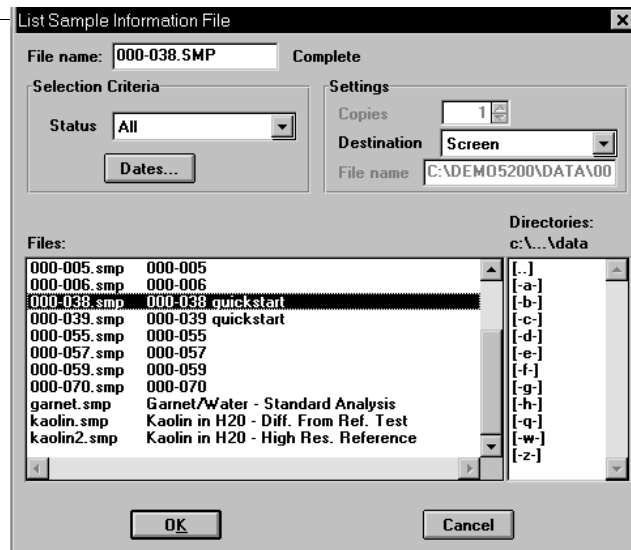 List Sample Information File
File name: 000-038.SMP Complete
Selection Criteria
Status All
Dates...
Settings
Copies 1
Destination Screen
File name C:\DEMO5200\DATA\00
Files:
000-005.smp 000-005
000-006.smp 000-006
000-038.smp 000-038 quickstart
000-039.smp 000-039 quickstart
000-055.smp 000-055
000-057.smp 000-057
000-059.smp 000-059
000-070.smp 000-070
garnet.smp Garnet/Water - Standard Analysis
kaolin.smp Kaolin in H20 - Diff. From Ref. Test
kaolin2.smp Kaolin in H20 - High Res. Reference
Directories:
c:\...\data
[..]
[-a-]
[-b-]
[-c-]
[-d-]
[-e-]
[-f-]
[-g-]
[-h-]
[-q-]
[-w-]
[-z-]
OK
Cancel